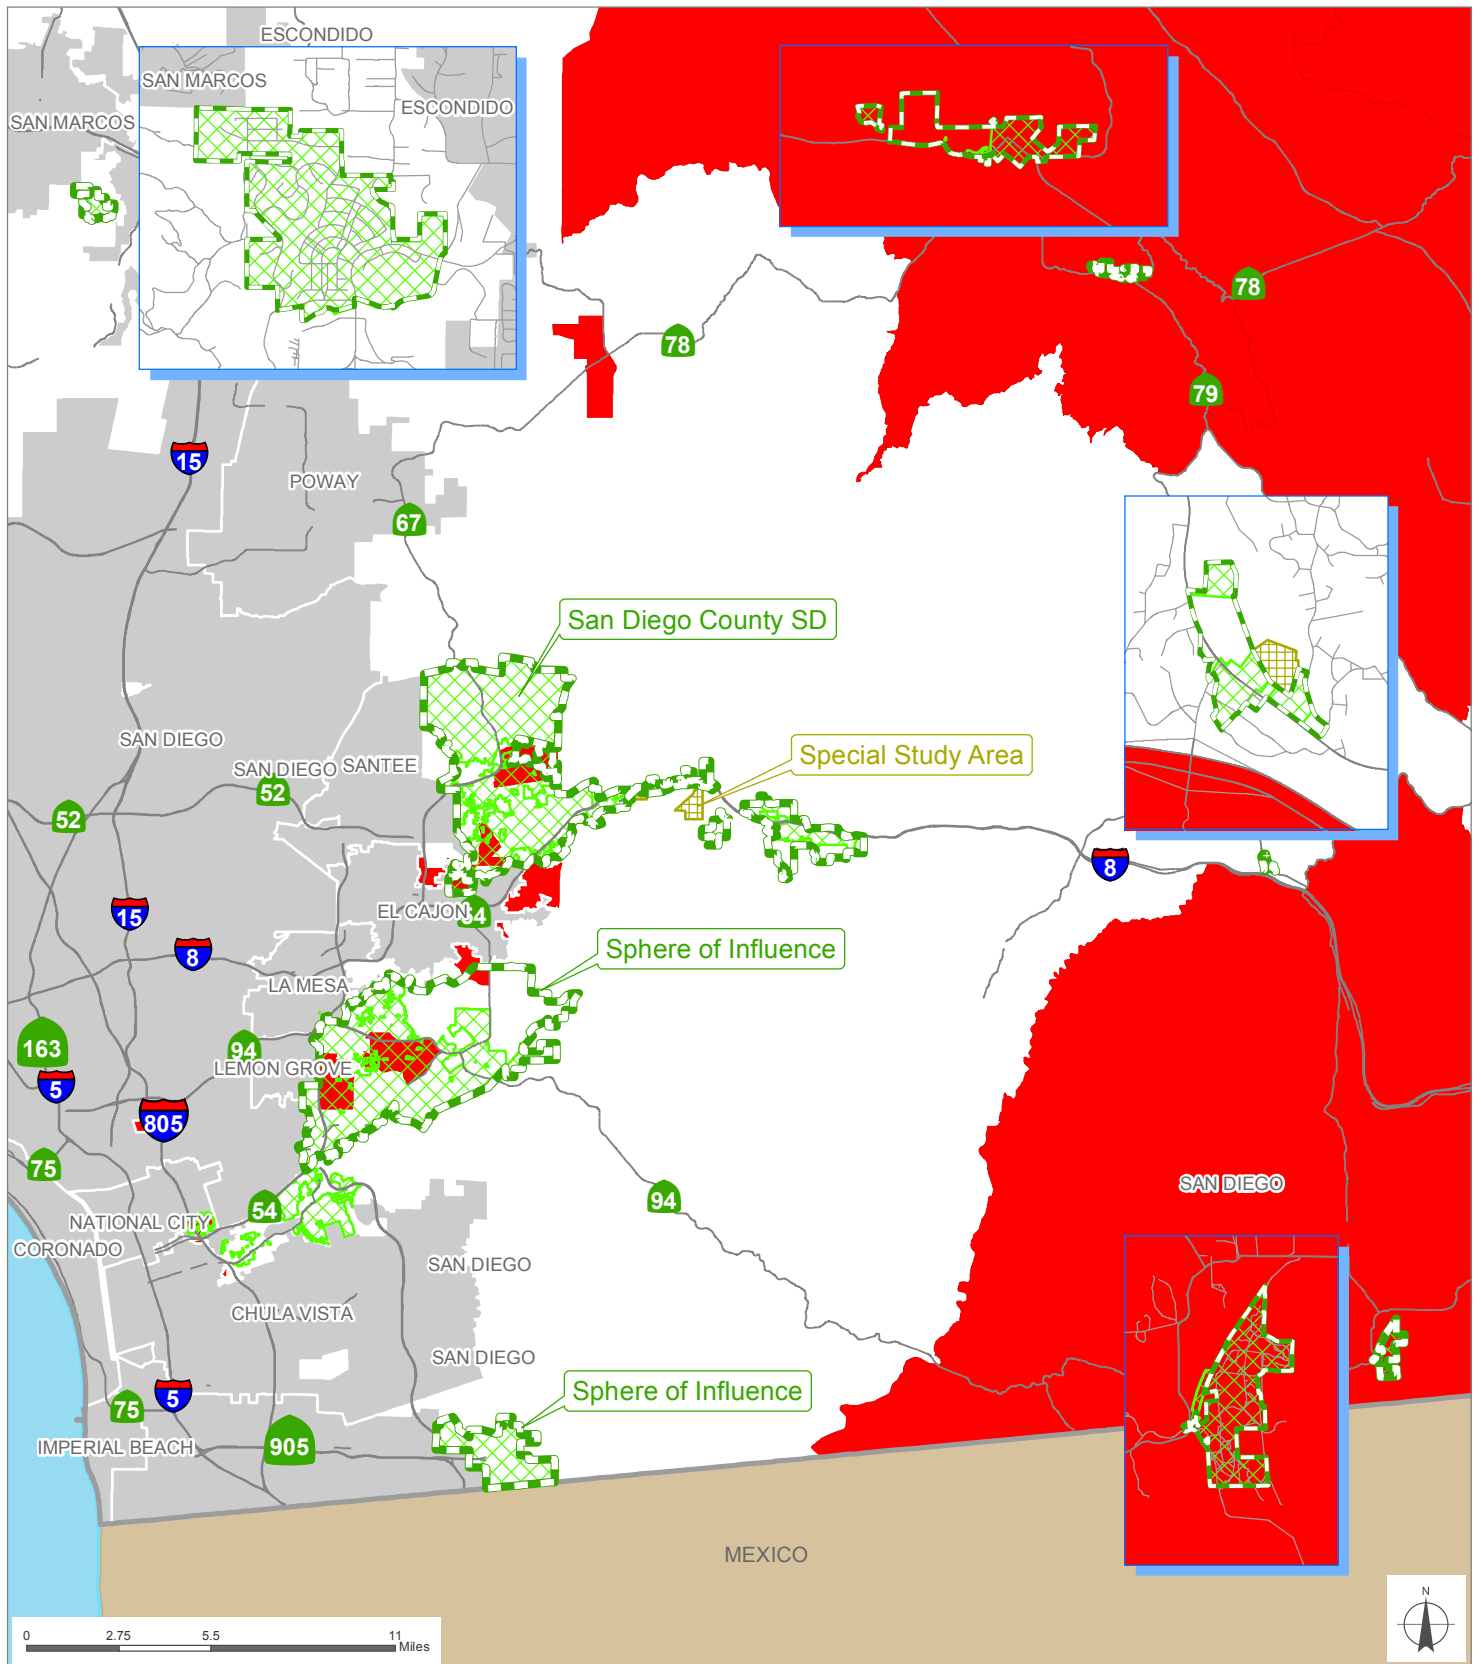 ESCONDIDO
SAN MARCOS
ESCONDIDO
SAN MARCOS
78
78
79
15
POWAY
67
San Diego County SD
SAN DIEGO
SAN DIEGO
SANTEE
Special Study Area
52
52
8
15
EL CAJON
54
8
Sphere of Influence
LA MESA
163
94
LEMON GROVE
5
805
75
SAN DIEGO
94
54
NATIONAL CITY
CORONADO
SAN DIEGO
CHULA VISTA
SAN DIEGO
Sphere of Influence
75
5
905
IMPERIAL BEACH
MEXICO
N
0 2.75 5.5 11
Miles